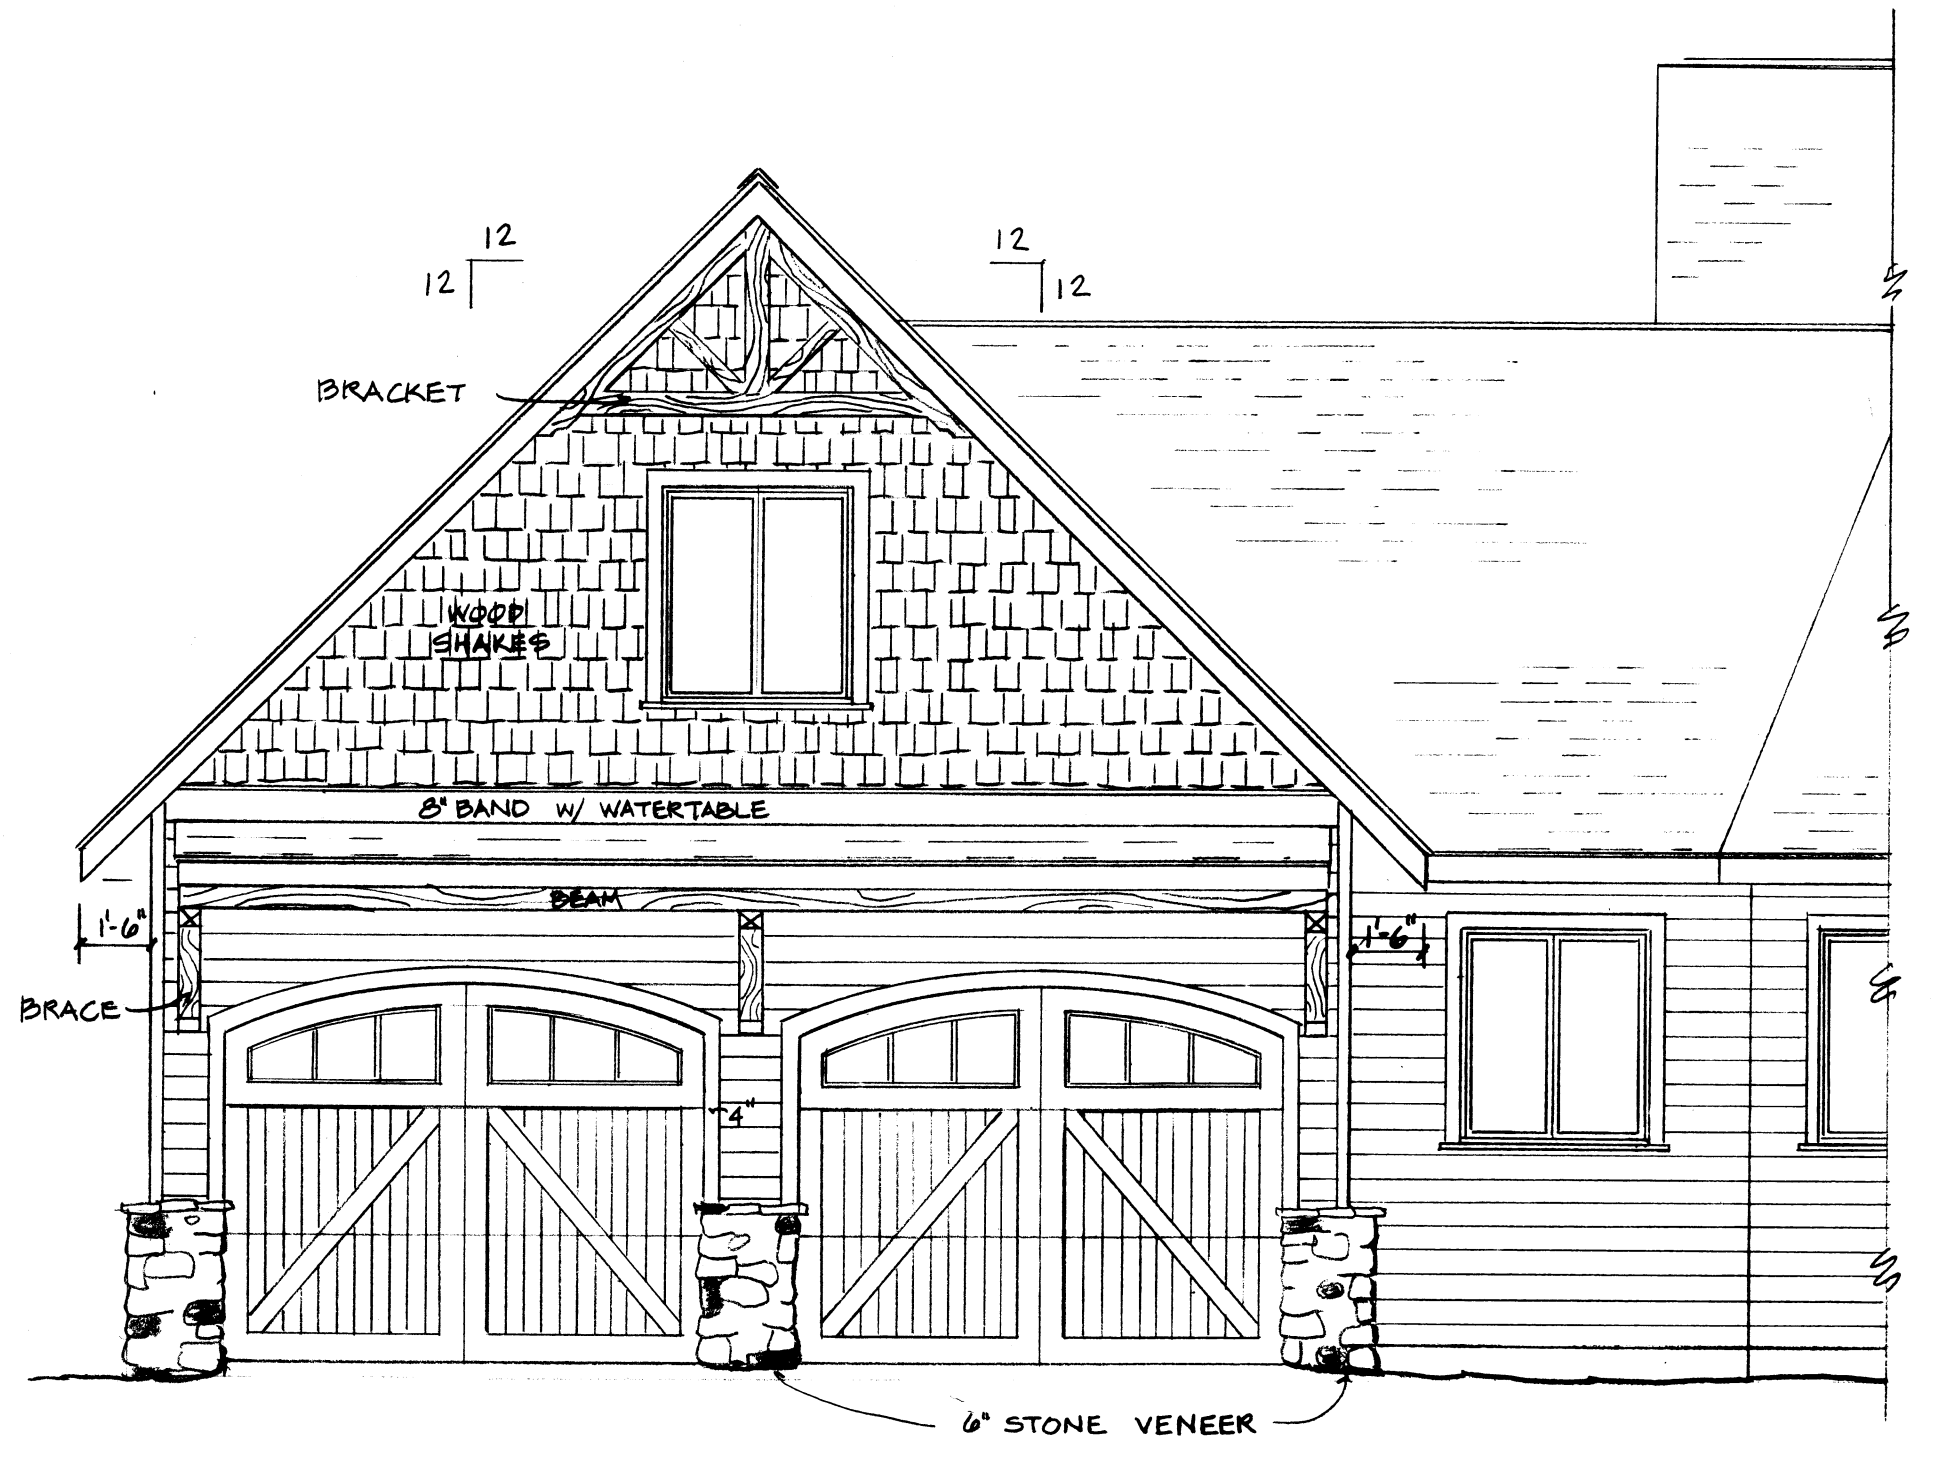 12
12
12
12
BRACKET
WOOD
SHAKES
8" BAND W/ WATERTABLE
BEAM
1'-6"
1'-6"
BRACE
4"
6" STONE VENEER